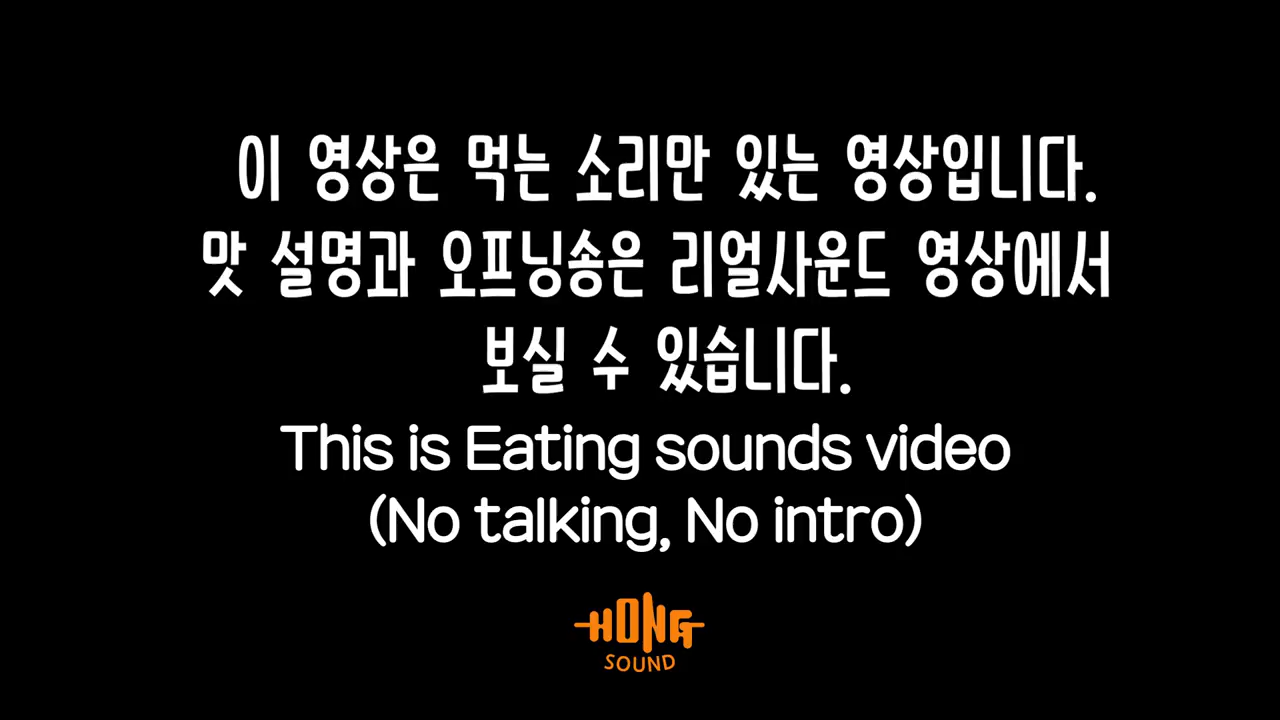 이 영상은 먹는 소리만 있는 영상입니다.
맛 설명과 오프닝송은 리얼사운드 영상에서
보실 수 있습니다.
This is Eating sounds video
(No talking, No intro)
HONG
SOUND